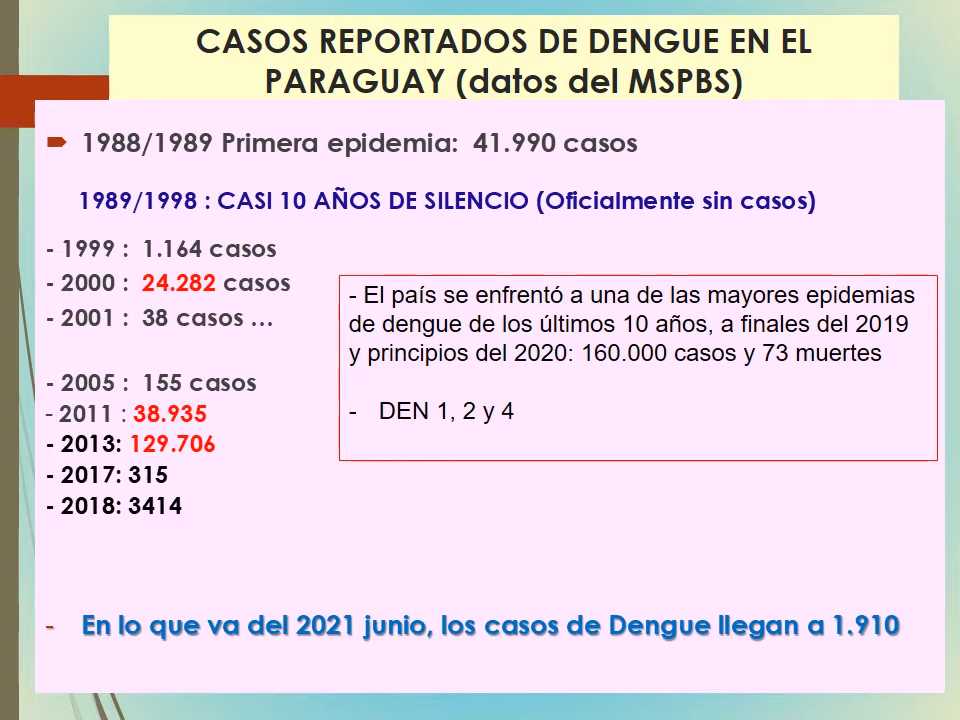 CASOS REPORTADOS DE DENGUE EN EL
PARAGUAY (datos del MSPBS)
1988/1989 Primera epidemia: 41.990 casos
1989/1998 : CASI 10 AÑOS DE SILENCIO (Oficialmente sin casos)
- 1999 : 1.164 casos
- 2000 : 24.282 casos
- 2001 : 38 casos ...
- 2005 : 155 casos
- 2011 : 38.935
- 2013: 129.706
- 2017: 315
- 2018: 3414
- El país se enfrentó a una de las mayores epidemias
de dengue de los últimos 10 años, a finales del 2019
y principios del 2020: 160.000 casos y 73 muertes
- DEN 1, 2 y 4
- En lo que va del 2021 junio, los casos de Dengue llegan a 1.910